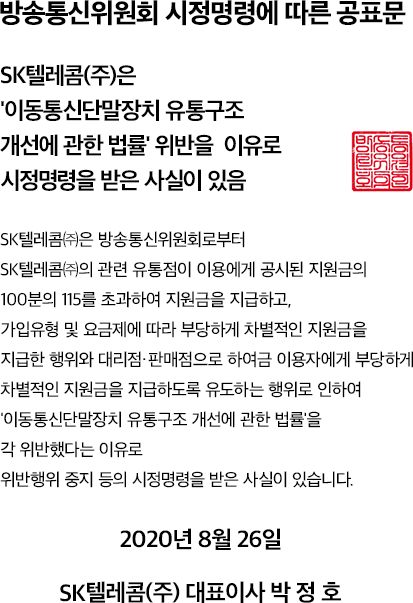 방송통신위원회 시정명령에 따른 공표문
SK텔레콤(주)은
'이동통신단말장치 유통구조
개선에 관한 법률' 위반을 이유로
시정명령을 받은 사실이 있음
SK텔레콤㈜은 방송통신위원회로부터
SK텔레콤㈜의 관련 유통점이 이용에게 공시된 지원금의
100분의 115를 초과하여 지원금을 지급하고,
가입유형 및 요금제에 따라 부당하게 차별적인 지원금을
지급한 행위와 대리점·판매점으로 하여금 이용자에게 부당하게
차별적인 지원금을 지급하도록 유도하는 행위로 인하여
'이동통신단말장치 유통구조 개선에 관한 법률'을
각 위반했다는 이유로
위반행위 중지 등의 시정명령을 받은 사실이 있습니다.
2020년 8월 26일
SK텔레콤(주) 대표이사 박 정 호